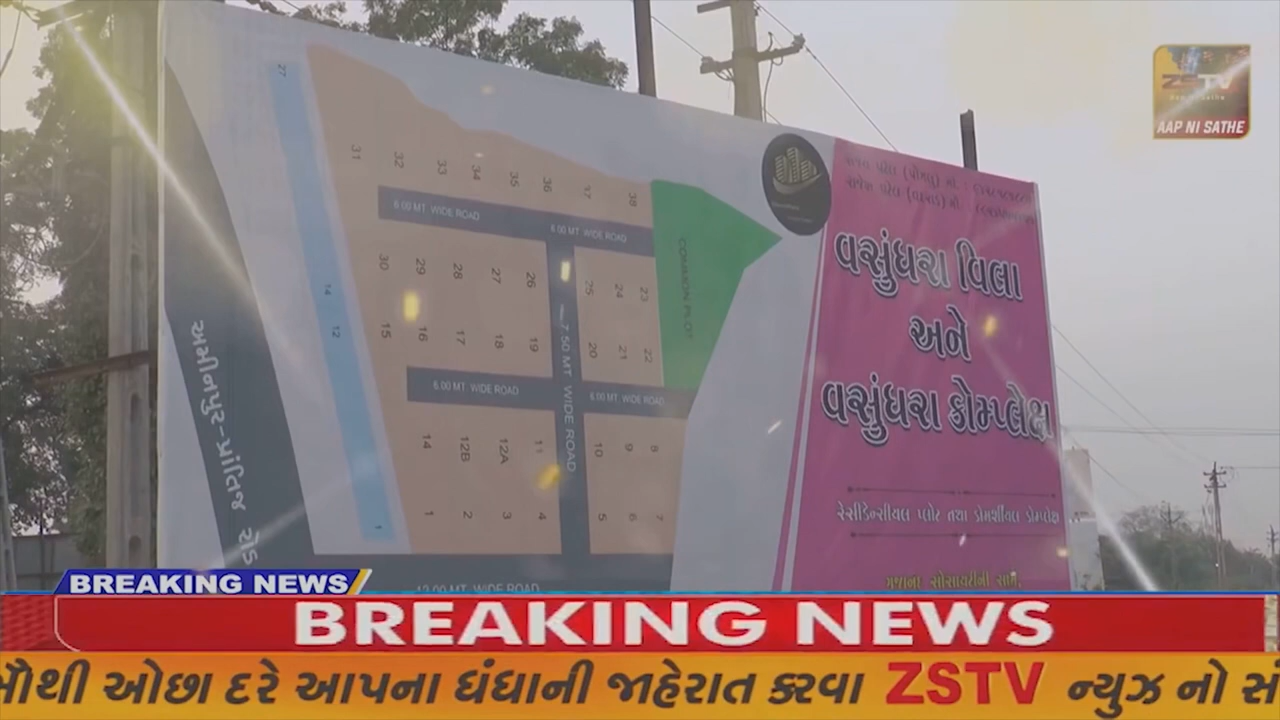 ZSTV
AAP NI SATHE
વસુંધરા વિલા
અને
વસુંધરા કોમ્પ્લેક્ષ
રેસીડેન્સીયલ પ્લોટ તથા કોમર્શીયલ કોમ્પ્લેક્ષ
31 32 33 34 35 36 37 38
6.00 MT. WIDE ROAD
6.00 MT. WIDE ROAD
COMMON PLOT
30 29 28 27 26 25 24 23
7.50 MT. WIDE ROAD
14
12
15 16 17 18 19 20 21 22
6.00 MT. WIDE ROAD
6.00 MT. WIDE ROAD
14 12B 12A 11 10 9 8
1
1 2 3 4 5 6 7
12.00 MT. WIDE ROAD
BREAKING NEWS
BREAKING NEWS
સૌથી ઓછા દરે આપના ધંધાની જાહેરાત કરવા ZSTV ન્યુઝ નો